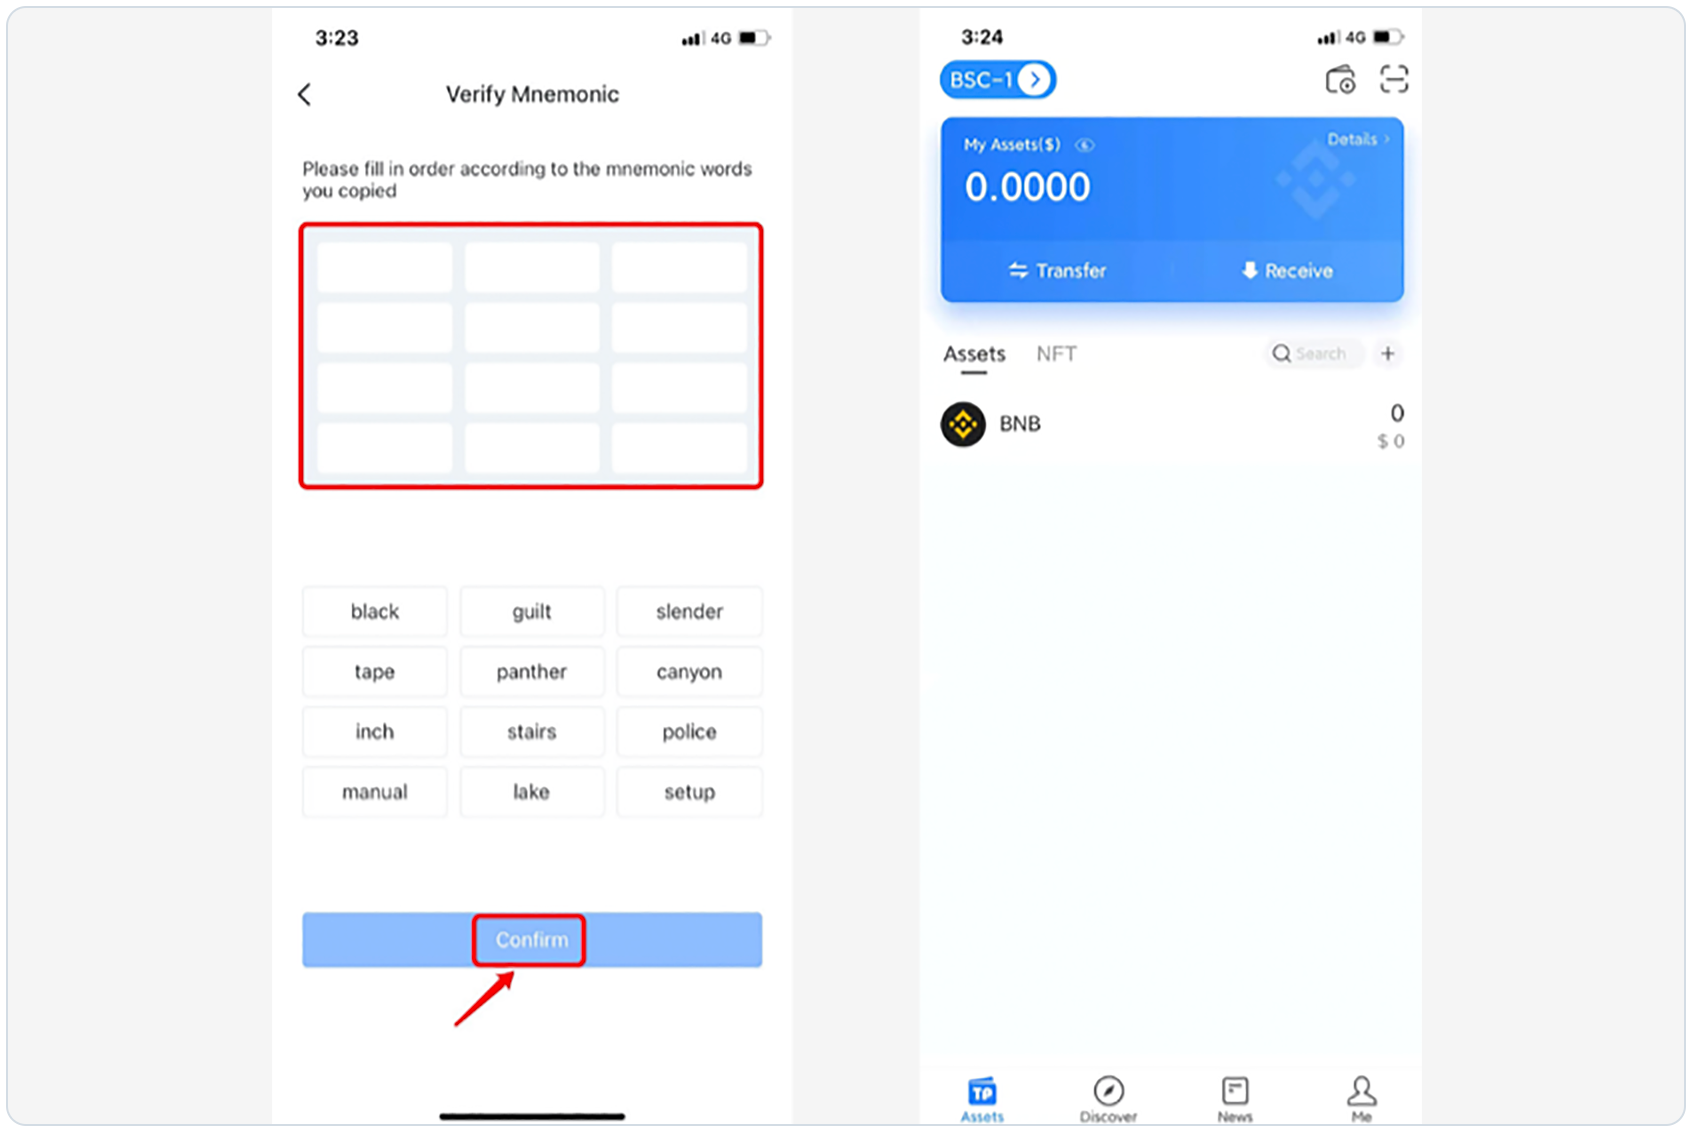 3:23
4G
Verify Mnemonic
Please fill in order according to the mnemonic words
you copied
black guilt slender
tape panther canyon
inch stairs police
manual lake setup
Confirm
3:24
4G
BSC-1
My Assets($)
Details
0.0000
Transfer Receive
Assets NFT Search
BNB 0
$ 0
TP
Assets Discover News Me